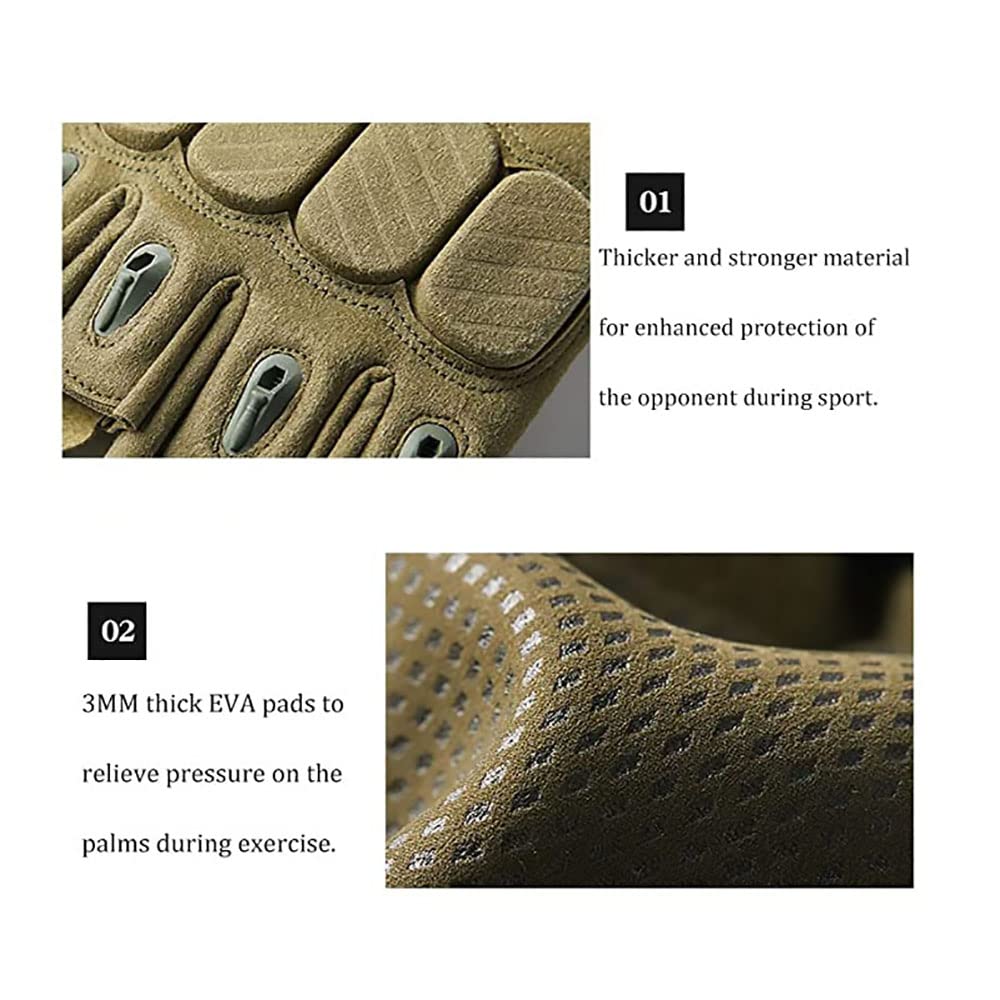 01
Thicker and stronger material
for enhanced protection of
the opponent during sport.
02
3MM thick EVA pads to
relieve pressure on the
palms during exercise.